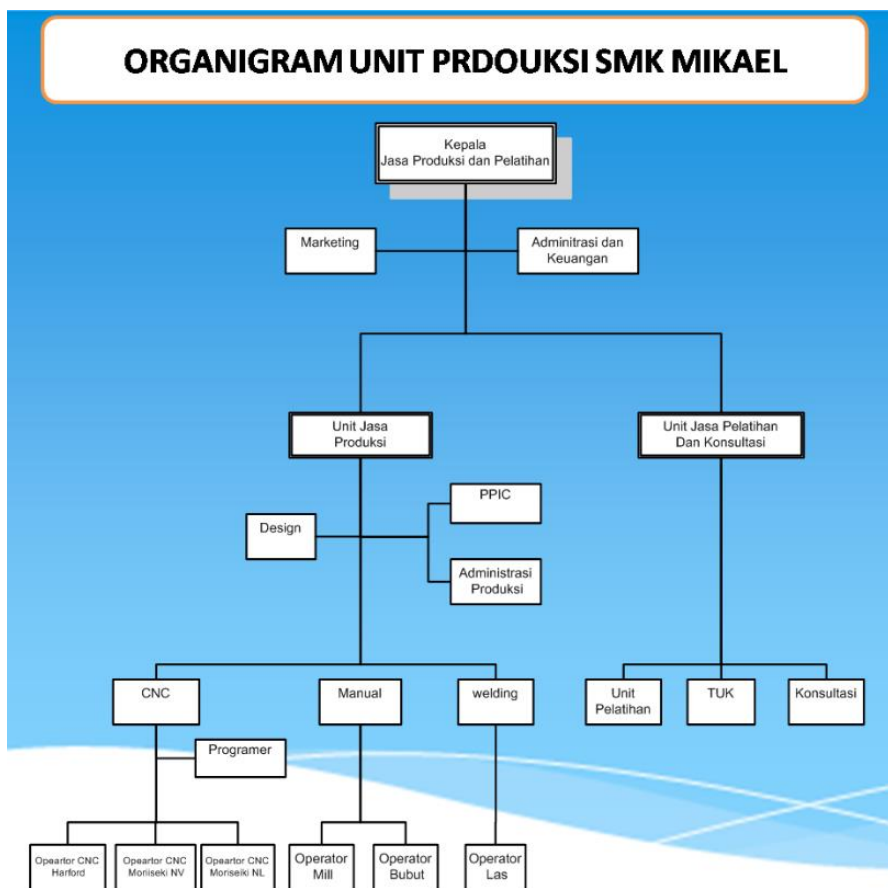 ORGANIGRAM UNIT PRDOUKSI SMK MIKAEL
Kepala
Jasa Produksi dan Pelatihan
Marketing
Adminitrasi dan
Keuangan
Unit Jasa
Produksi
Unit Jasa Pelatihan
Dan Konsultasi
PPIC
Design
Administrasi
Produksi
CNC
Manual
welding
Unit
Pelatihan
TUK
Konsultasi
Programer
Opeartor CNC
Harford
Opeartor CNC
Moriseki NV
Opeartor CNC
Moriseiki NL
Operator
Mill
Operator
Bubut
Operator
Las